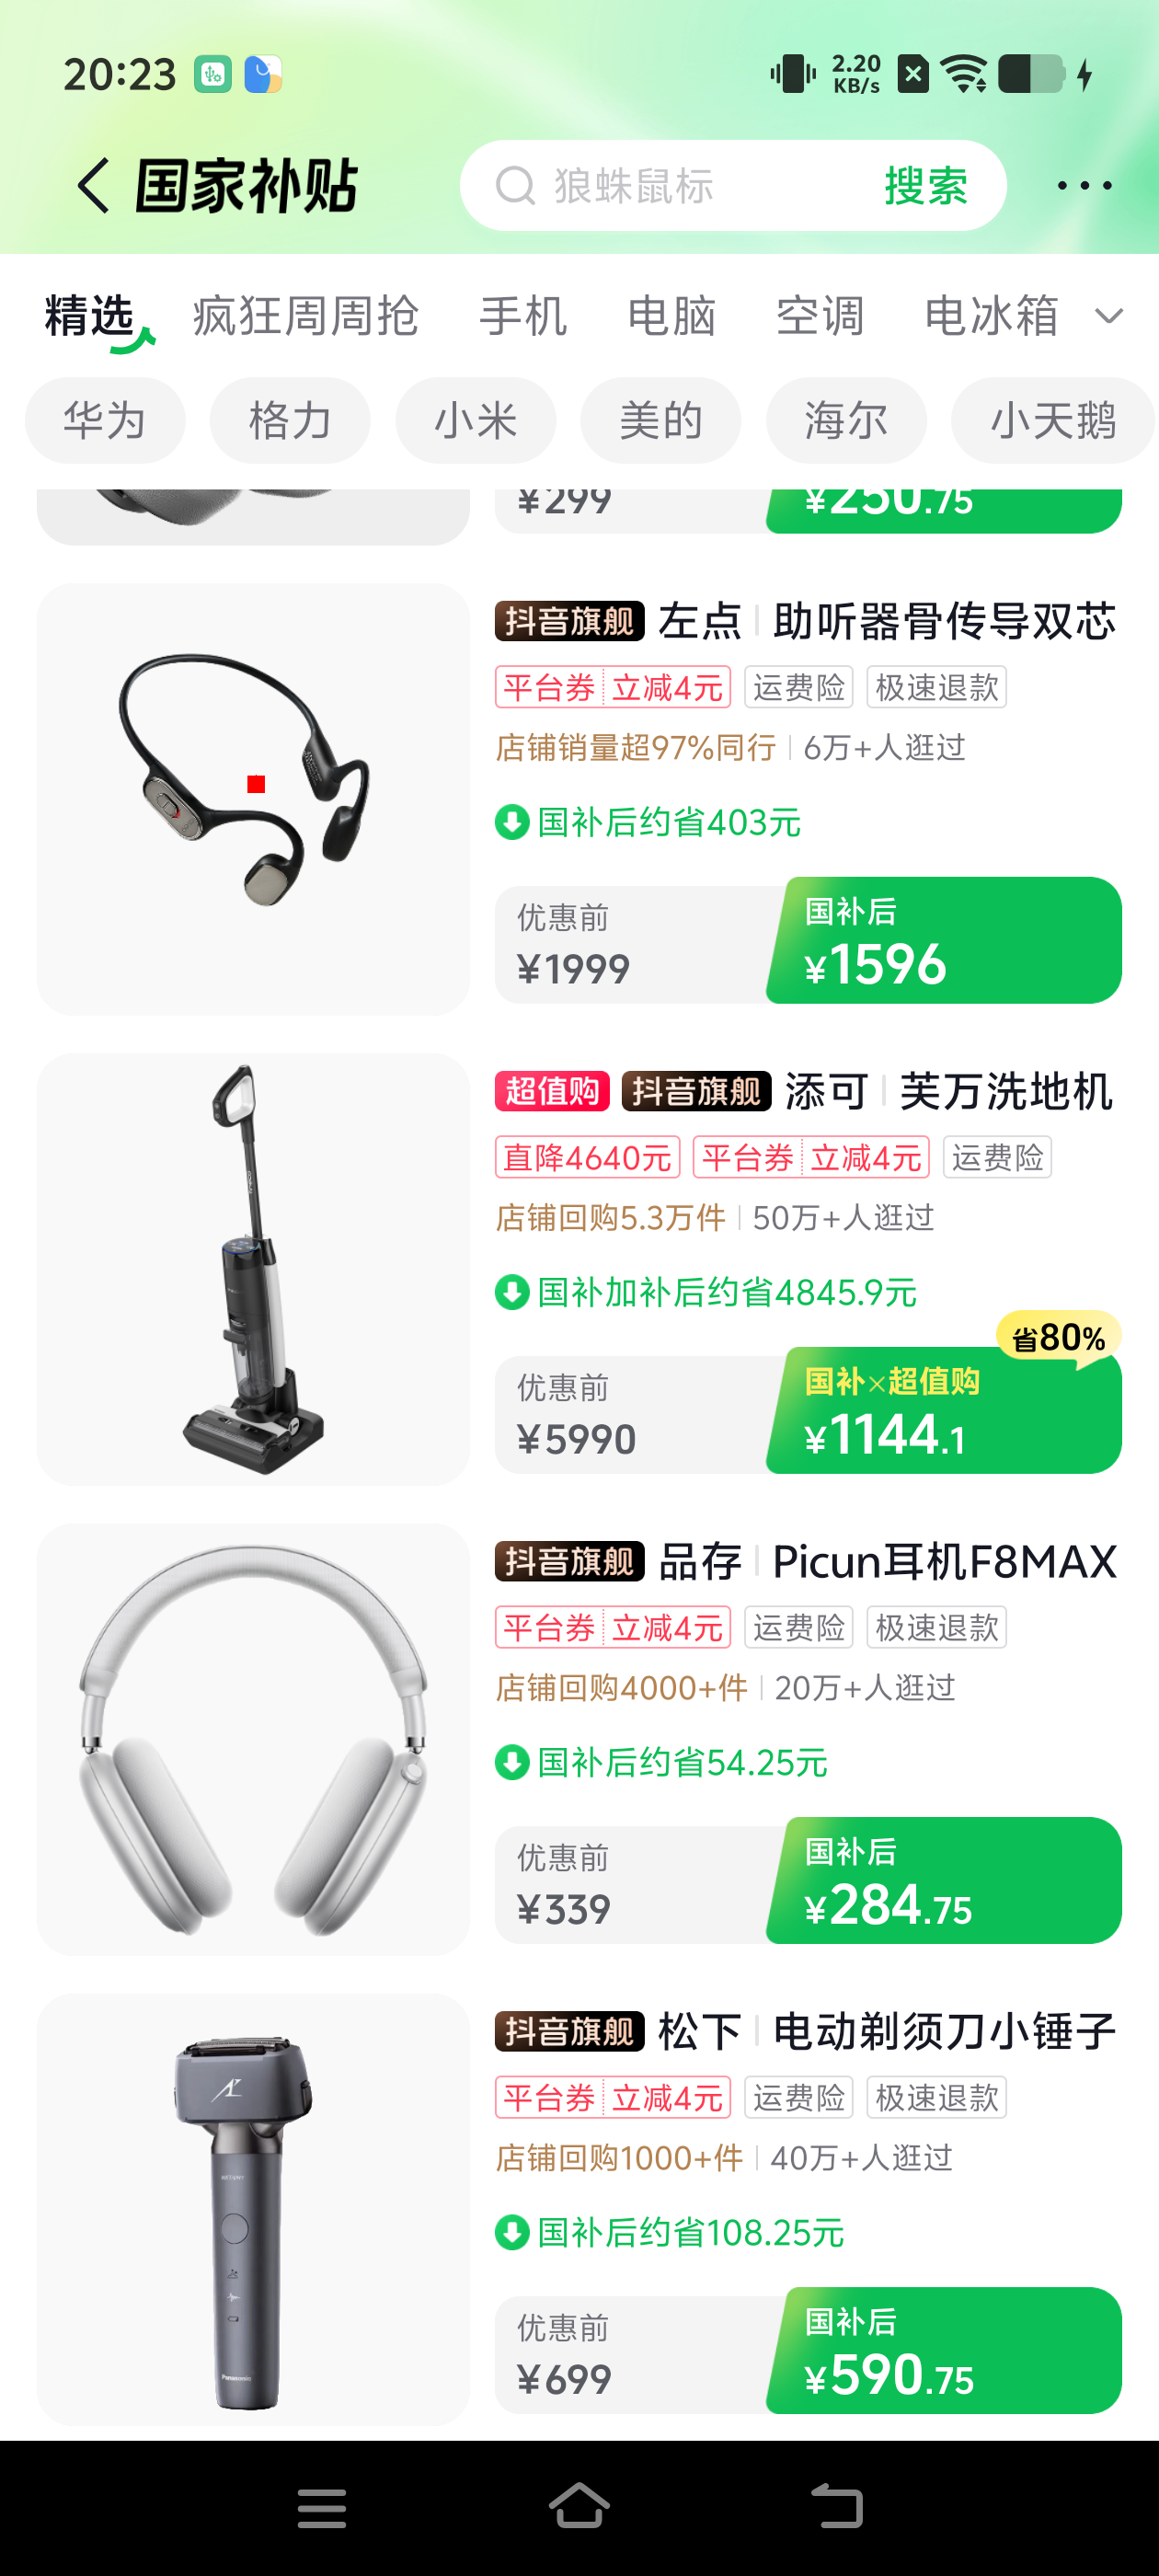 20:23
2.20
KB/s
国家补贴
狼蛛鼠标
搜索
精选 疯狂周周抢 手机 电脑 空调 电冰箱
华为 格力 小米 美的 海尔 小天鹅
¥299 ¥250.75
抖音旗舰 左点 助听器骨传导双芯
平台券 立减4元 运费险 极速退款
店铺销量超97%同行 6万+人逛过
国补后约省403元
优惠前 国补后
¥1999 ¥1596
超值购 抖音旗舰 添可 芙万洗地机
直降4640元 平台券 立减4元 运费险
店铺回购5.3万件 50万+人逛过
国补加补后约省4845.9元
省80%
优惠前 国补×超值购
¥5990 ¥1144.1
抖音旗舰 品存 Picun耳机F8MAX
平台券 立减4元 运费险 极速退款
店铺回购4000+件 20万+人逛过
国补后约省54.25元
优惠前 国补后
¥339 ¥284.75
抖音旗舰 松下 电动剃须刀小锤子
平台券 立减4元 运费险 极速退款
店铺回购1000+件 40万+人逛过
国补后约省108.25元
优惠前 国补后
¥699 ¥590.75
Panasonic